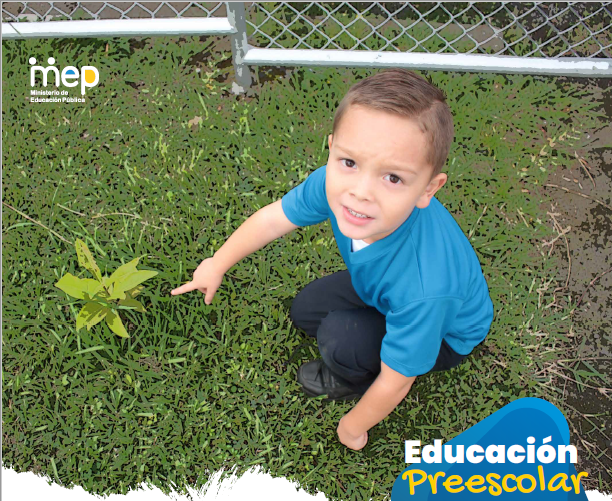 mep
Ministerio de
Educación Pública
Educación
Preescolar